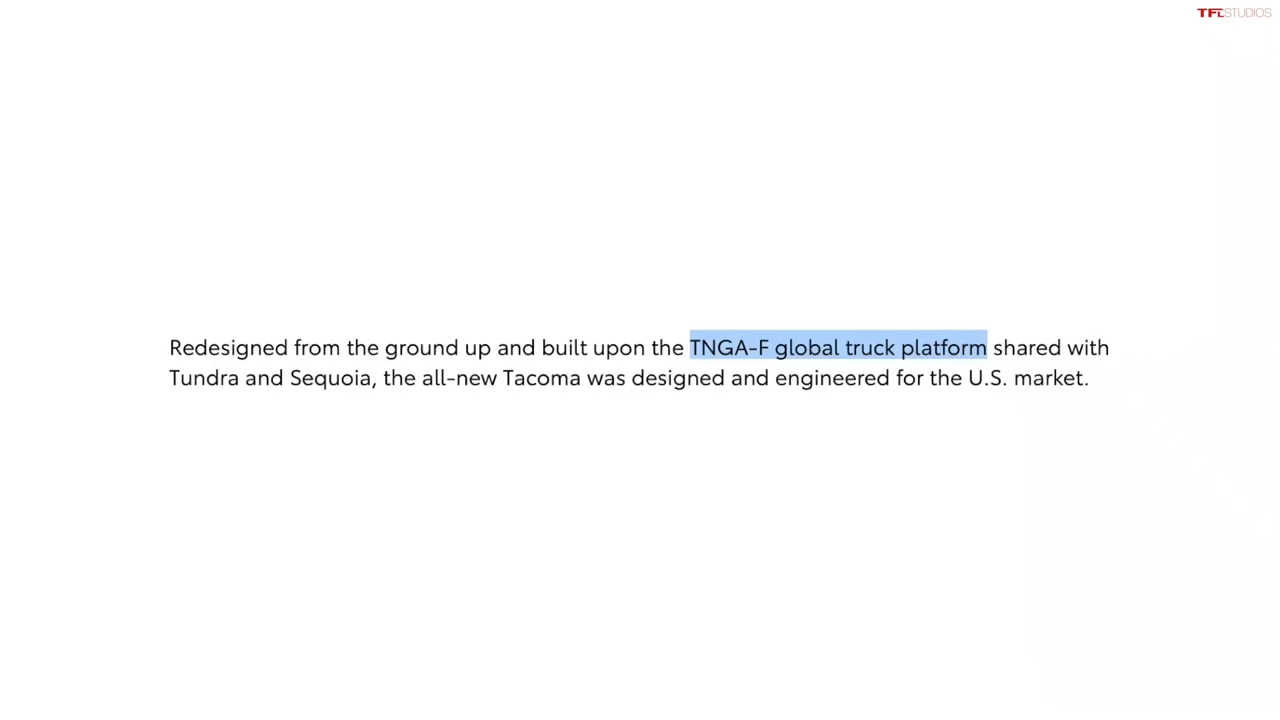 TFLSTUDIOS
Redesigned from the ground up and built upon the TNGA-F global truck platform shared with
Tundra and Sequoia, the all-new Tacoma was designed and engineered for the U.S. market.